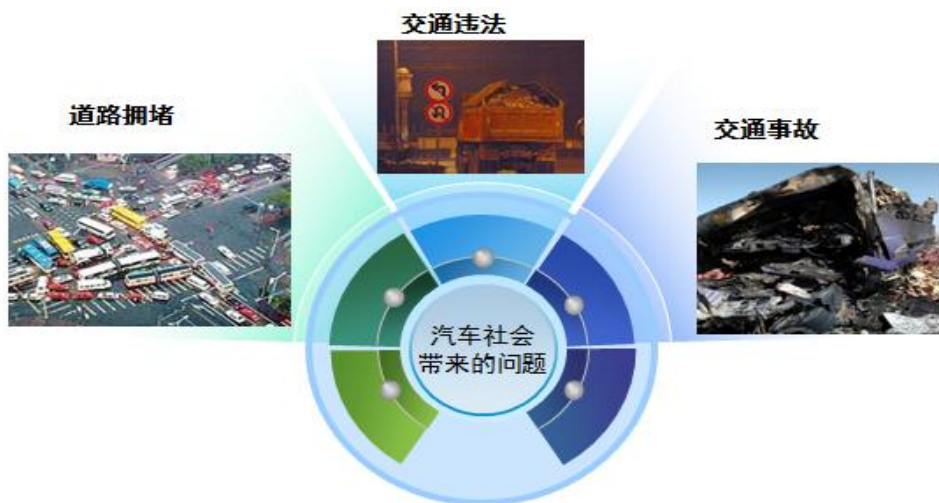 交通违法
道路拥堵
交通事故
汽车社会
带来的问题